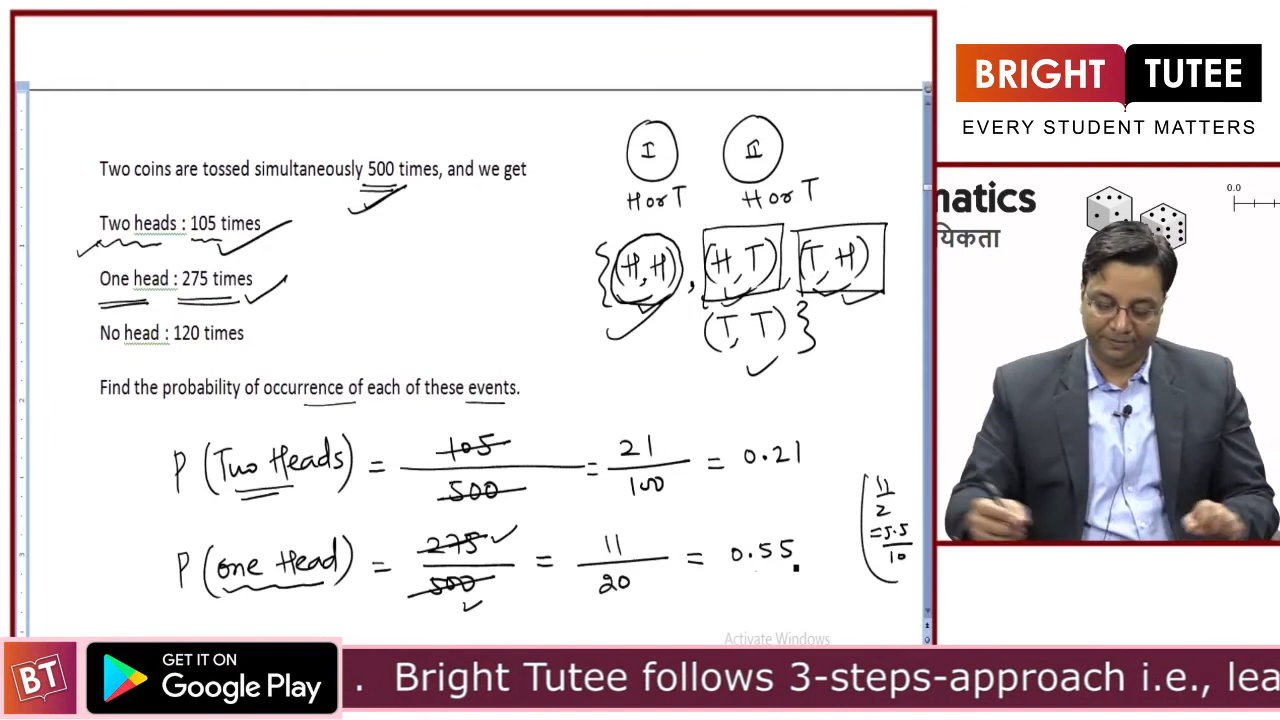 BRIGHT TUTEE
EVERY STUDENT MATTERS
Two coins are tossed simultaneously 500 times, and we get
Two heads : 105 times
One head : 275 times
No head : 120 times
Find the probability of occurrence of each of these events.
I II
H or T H or T
{(H,H), (H,T), (T,H)
(T,T)}
P (Two Heads) = 105/500 = 21/100 = 0.21
P (one Head) = 275/500 = 11/20 = 0.55
11
2
=5.5
10
natics
यिकता
0.0
Activate Windows
BT
GET IT ON
Google Play
. Bright Tutee follows 3-steps-approach i.e., lea